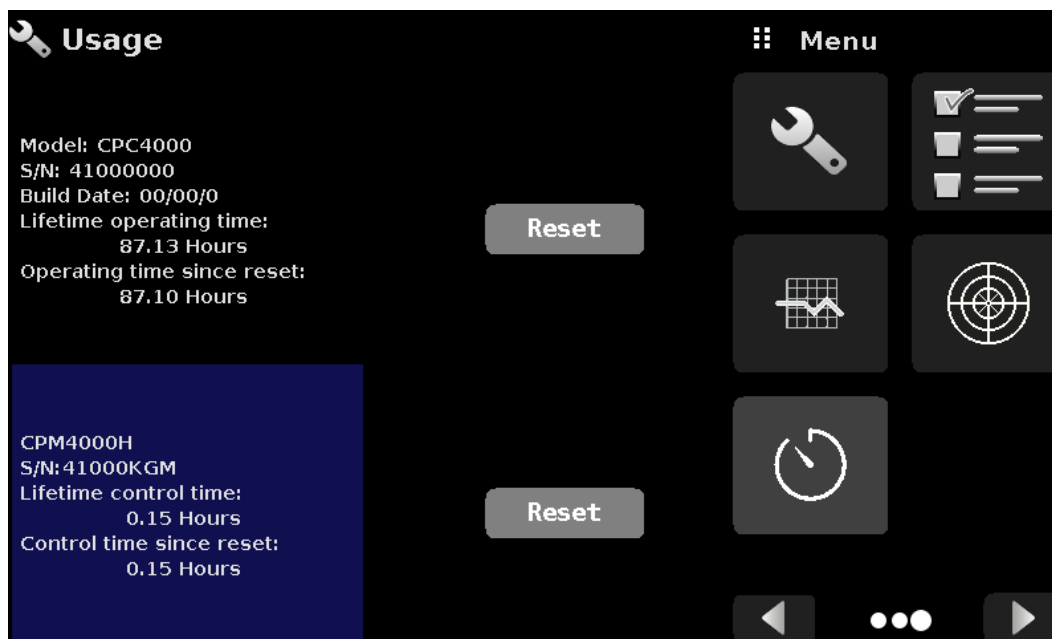 Usage
Menu
Model: CPC4000
S/N: 41000000
Build Date: 00/00/0
Lifetime operating time:
87.13 Hours
Operating time since reset:
87.10 Hours
Reset
CPM4000H
S/N:41000KGM
Lifetime control time:
0.15 Hours
Control time since reset:
0.15 Hours
Reset